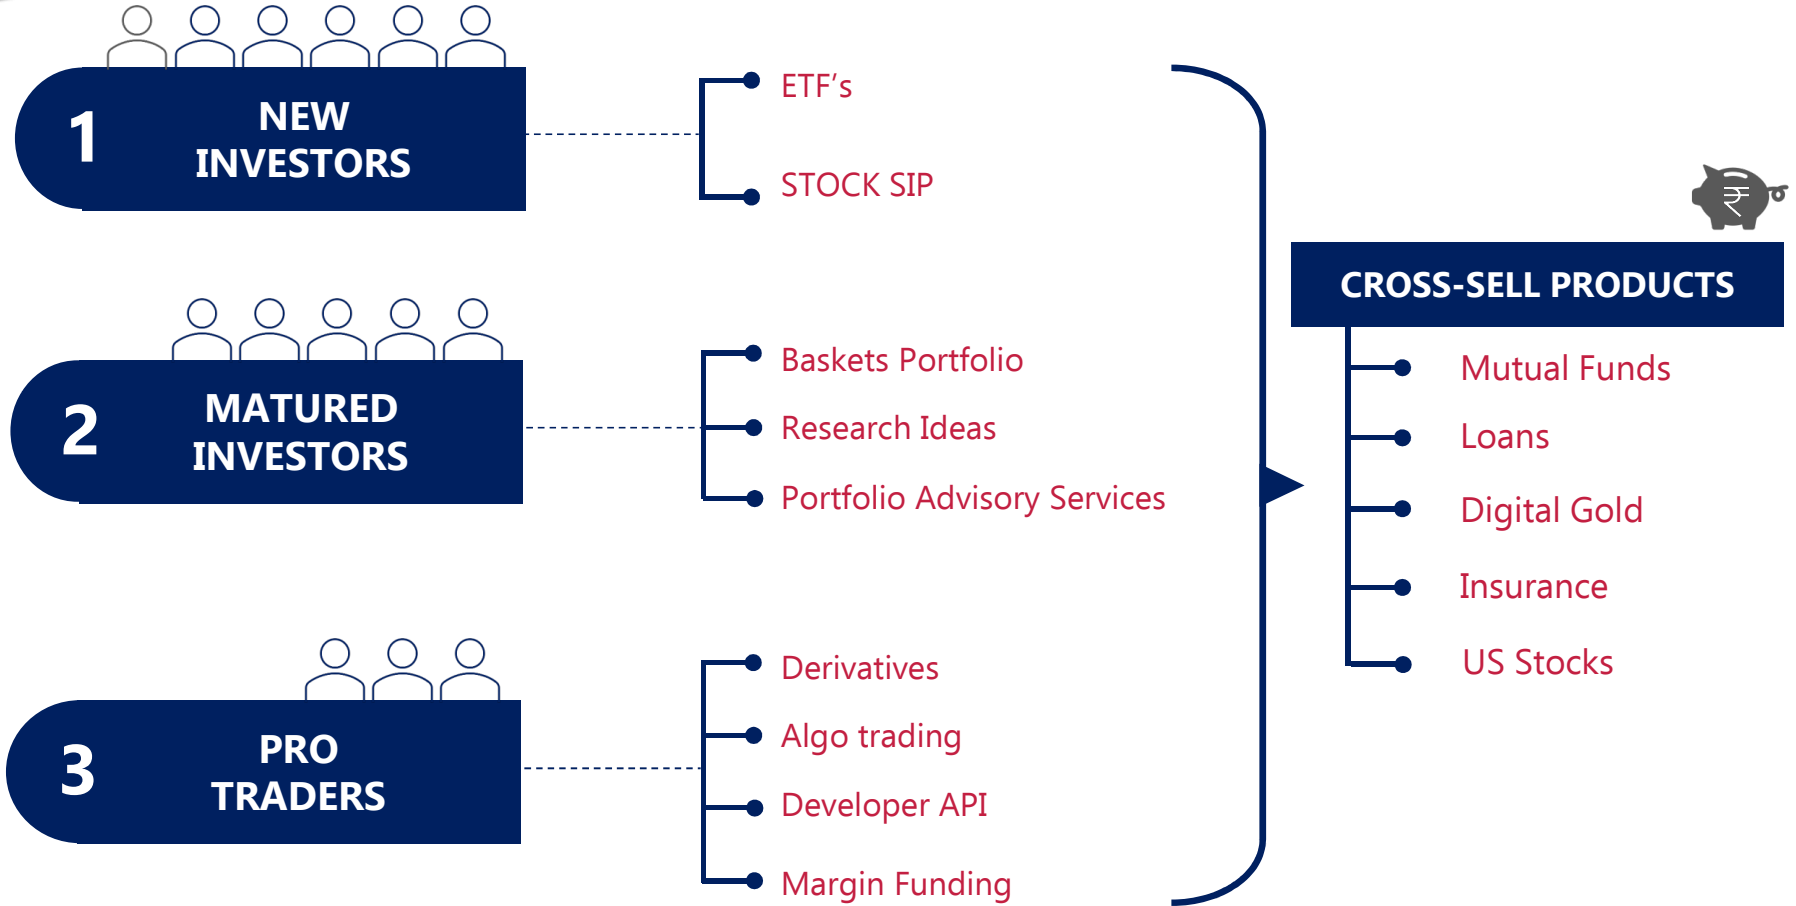 1
NEW
INVESTORS
ETF's
STOCK SIP
2
MATURED
INVESTORS
Baskets Portfolio
Research Ideas
Portfolio Advisory Services
3
PRO
TRADERS
Derivatives
Algo trading
Developer API
Margin Funding
₹
CROSS-SELL PRODUCTS
Mutual Funds
Loans
Digital Gold
Insurance
US Stocks